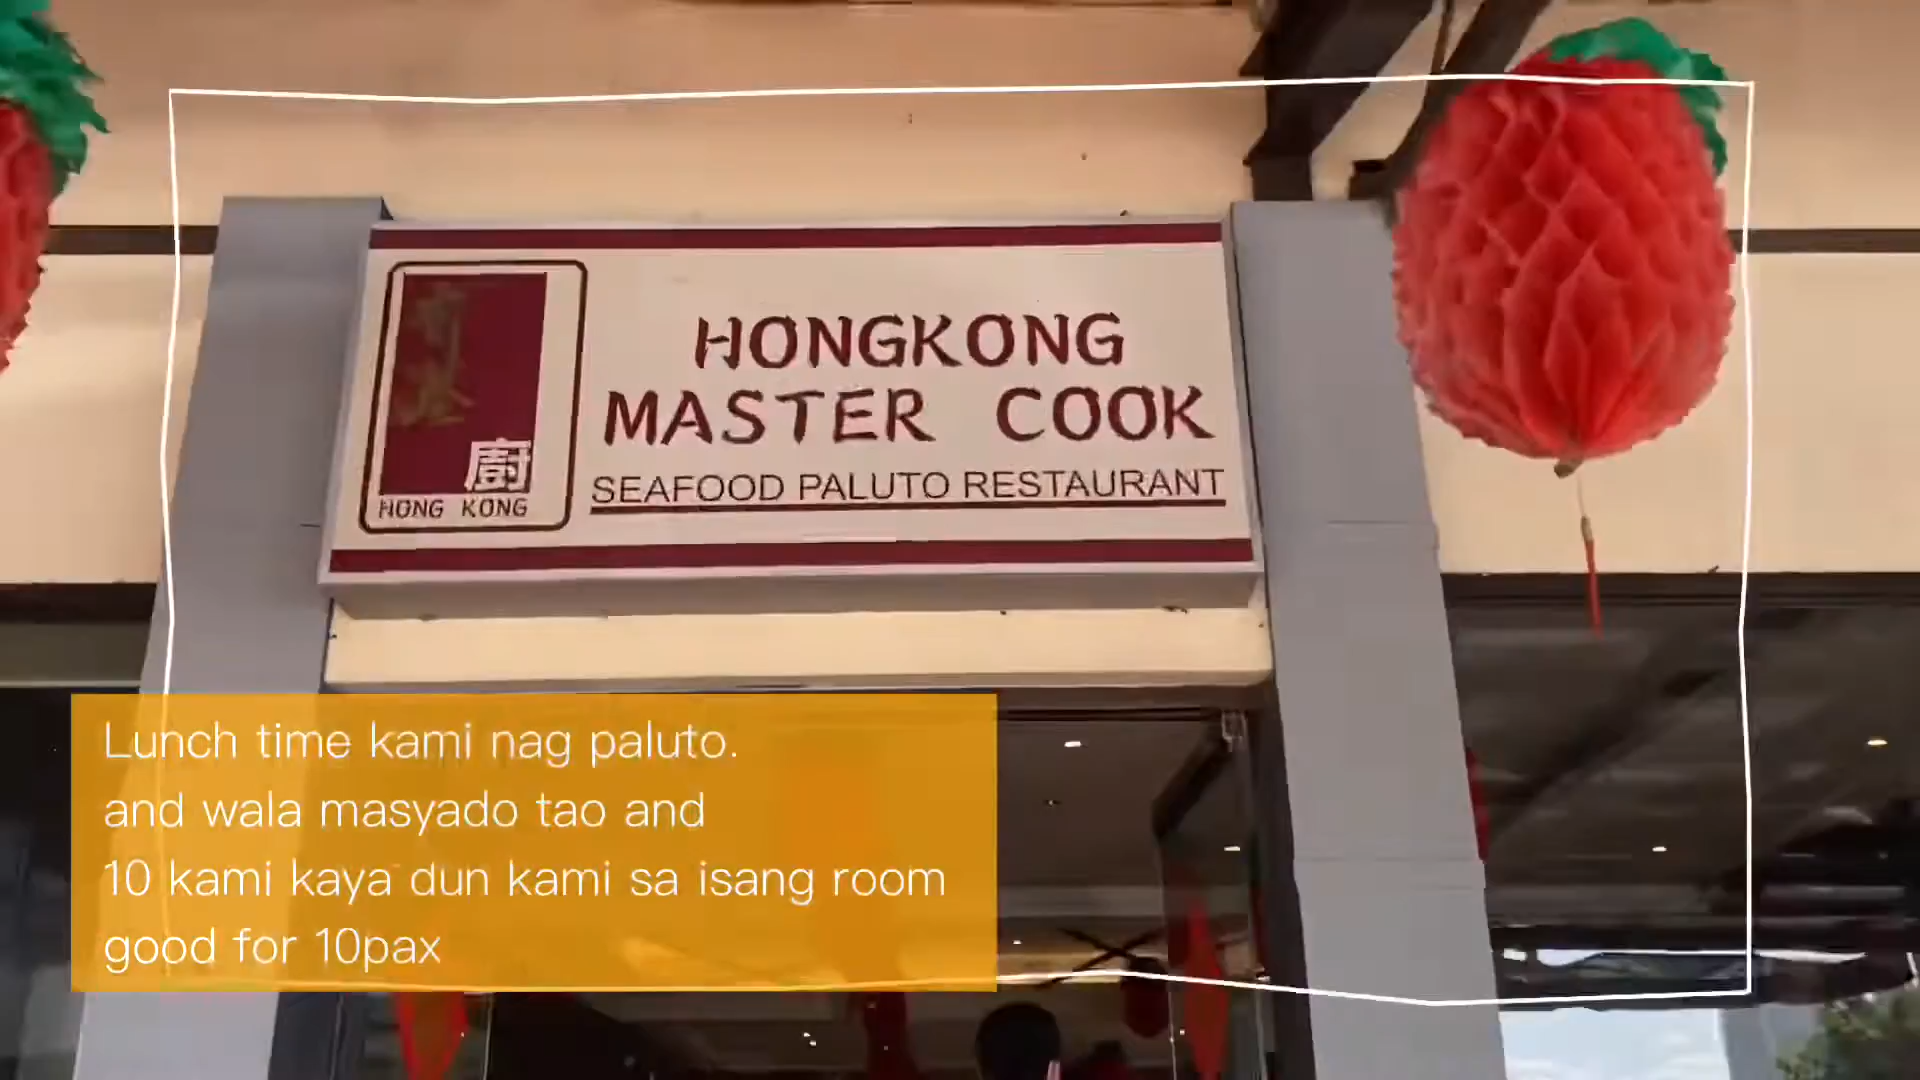 HONGKONG
MASTER COOK
SEAFOOD PALUTO RESTAURANT
廚
HONG KONG
Lunch time kami nag paluto.
and wala masyado tao and
10 kami kaya dun kami sa isang room
good for 10pax